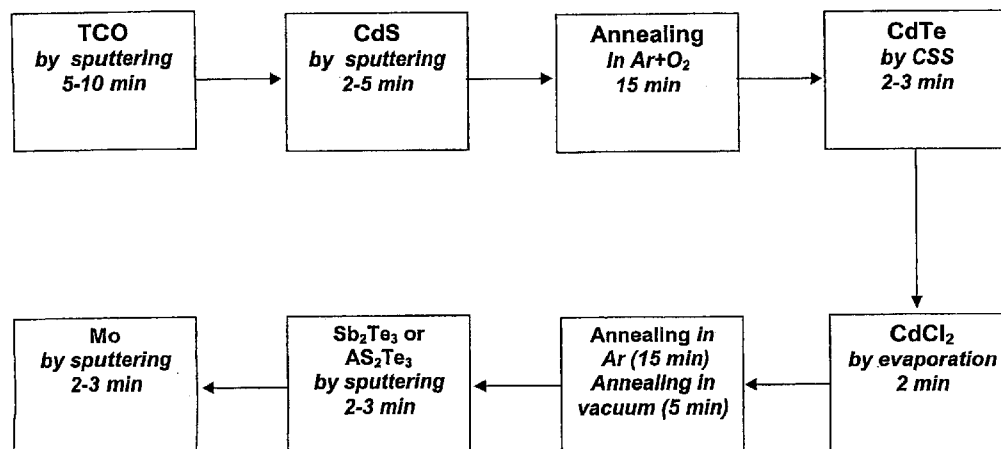 TCO
by sputtering
5-10 min
CdS
by sputtering
2-5 min
Annealing
In Ar+O₂
15 min
CdTe
by CSS
2-3 min
Mo
by sputtering
2-3 min
Sb₂Te₃ or
AS₂Te₃
by sputtering
2-3 min
Annealing in
Ar (15 min)
Annealing in
vacuum (5 min)
CdCl₂
by evaporation
2 min